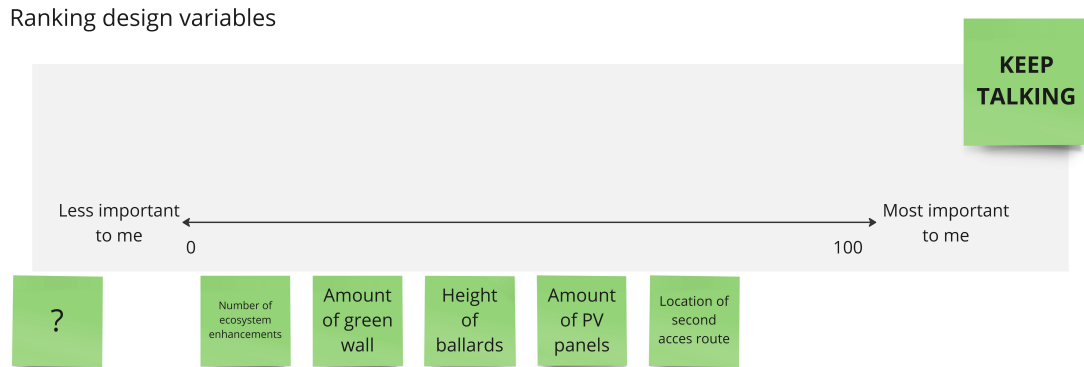 Ranking design variables
KEEP
TALKING
Less important
to me
Most important
to me
0
100
?
Number of
ecosystem
enhancements
Amount
of green
wall
Height
of
ballards
Amount
of PV
panels
Location of
second
acces route